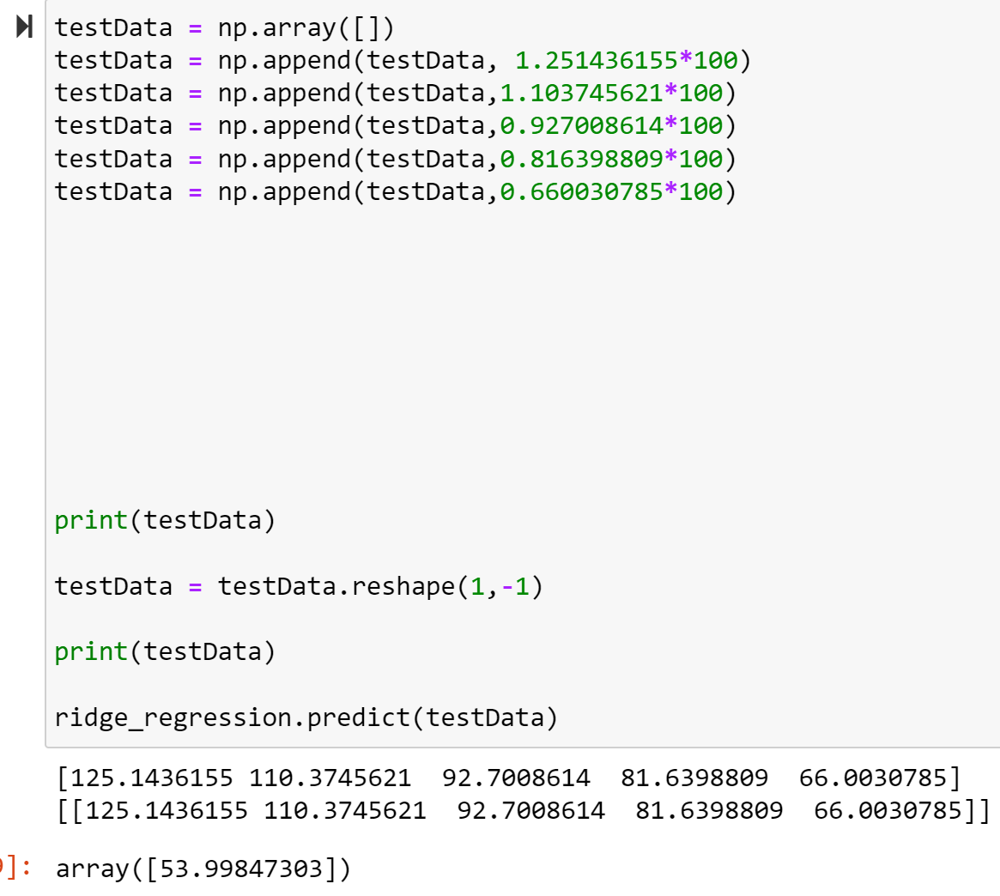 testData = np.array([])
testData = np.append(testData, 1.251436155*100)
testData = np.append(testData,1.103745621*100)
testData = np.append(testData,0.927008614*100)
testData = np.append(testData,0.816398809*100)
testData = np.append(testData,0.660030785*100)
print(testData)
testData = testData.reshape(1,-1)
print(testData)
ridge_regression.predict(testData)
[125.1436155 110.3745621  92.7008614  81.6398809  66.0030785]
[[125.1436155 110.3745621  92.7008614  81.6398809  66.0030785]]
]: array([53.99847303])